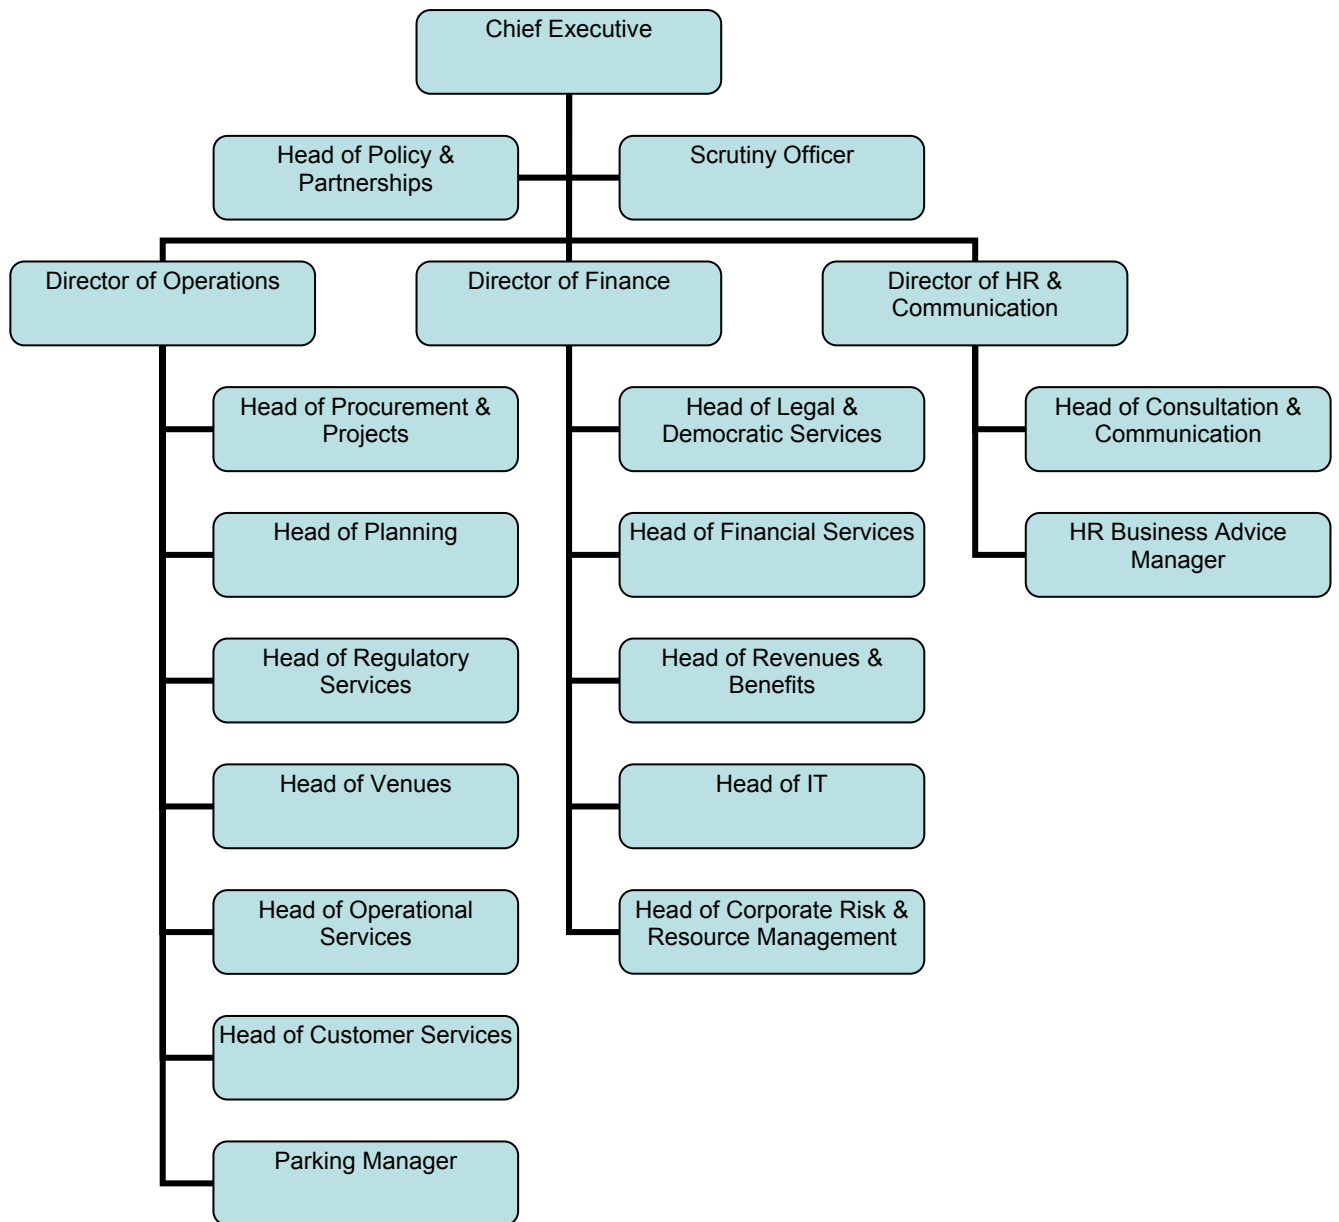 Chief Executive
Head of Policy &
Partnerships
Scrutiny Officer
Director of Operations
Director of Finance
Director of HR &
Communication
Head of Procurement &
Projects
Head of Legal &
Democratic Services
Head of Consultation &
Communication
Head of Planning
Head of Financial Services
HR Business Advice
Manager
Head of Regulatory
Services
Head of Revenues &
Benefits
Head of Venues
Head of IT
Head of Operational
Services
Head of Corporate Risk &
Resource Management
Head of Customer Services
Parking Manager